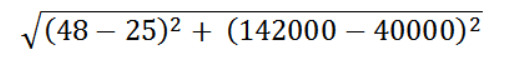 √(48 − 25)² + (142000 − 40000)²